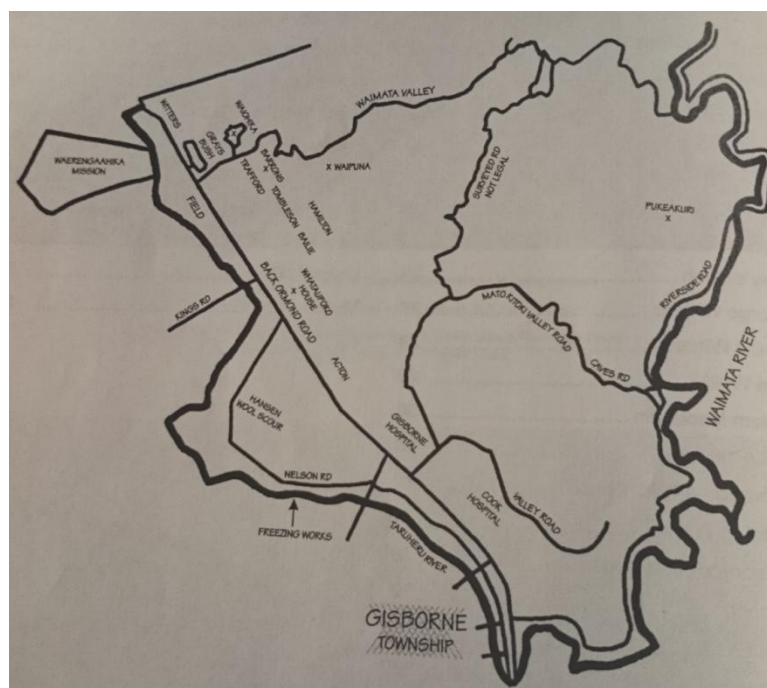 WAIMATA VALLEY
WITTERS
WAIOHIKA
GRAYS
BUSH
WAERENGAAHIKA
MISSION
BARRONS
x
TRAFFORD
x WAIPUNA
TOMBLESON
BAILIE
HAMILTON
SURVEYED RD
NOT LEGAL
FIELD
PUKEAKURI
x
BACK ORMOND ROAD
WHATAUPOKO
HOUSE
x
KINGS RD
RIVERSIDE ROAD
MATOKITOKI VALLEY ROAD
CAVES RD
WAIMATA RIVER
ACTON
HANSEN
WOOL SCOUR
GISBORNE
HOSPITAL
NELSON RD
COOK
HOSPITAL
VALLEY ROAD
FREEZING WORKS
TARUHERU RIVER
GISBORNE
TOWNSHIP